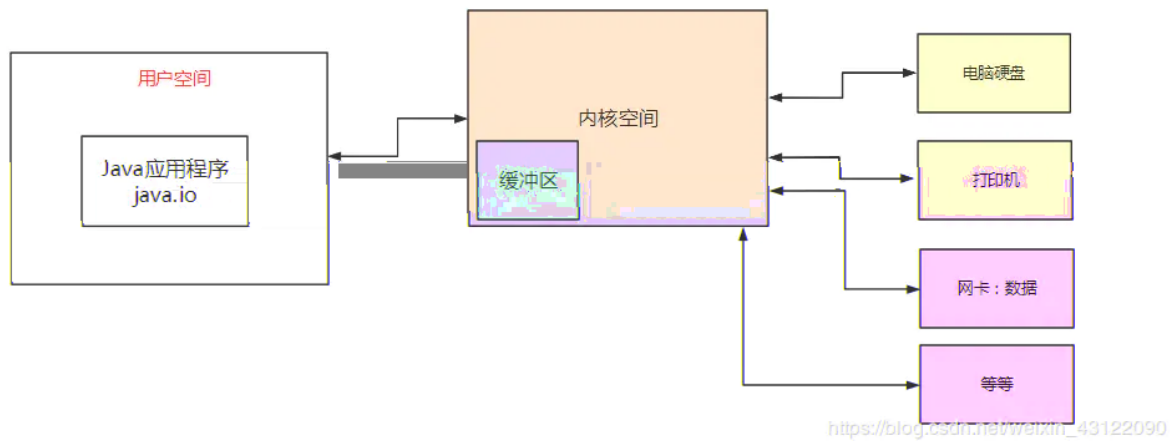 用户空间
Java应用程序
java.io
内核空间
缓冲区
电脑硬盘
打印机
网卡：数据
等等
https://blog.csdn.net/weixin_43122090